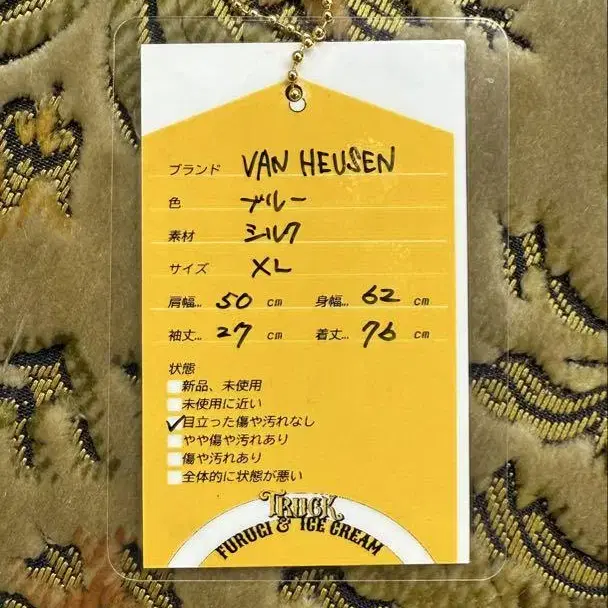 ブランド VAN HEUSEN
色 ブルー
素材 シルク
サイズ XL
肩幅... 50 cm 身幅... 62 cm
袖丈... 27 cm 着丈... 76 cm
状態
新品、未使用
未使用に近い
✓目立った傷や汚れなし
やや傷や汚れあり
傷や汚れあり
全体的に状態が悪い
TRUCK
FURUGI & ICE CREAM